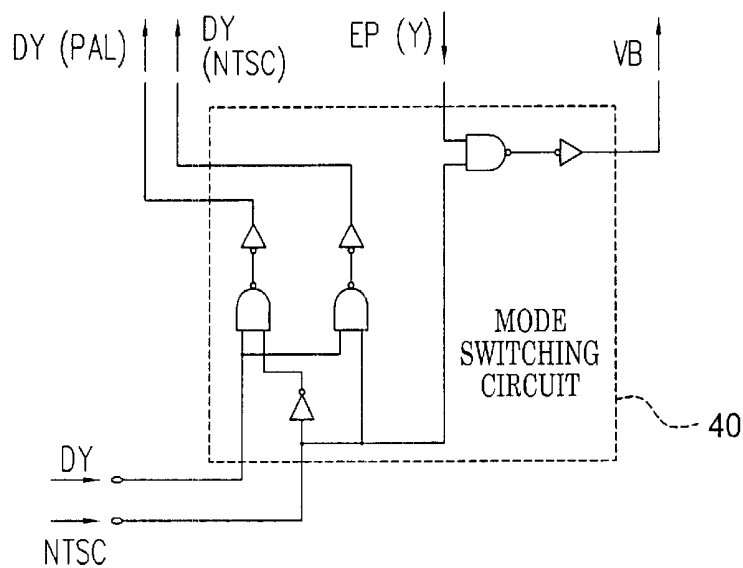 DY (PAL)
DY
(NTSC)
EP (Y)
VB
MODE
SWITCHING
CIRCUIT
40
DY
NTSC